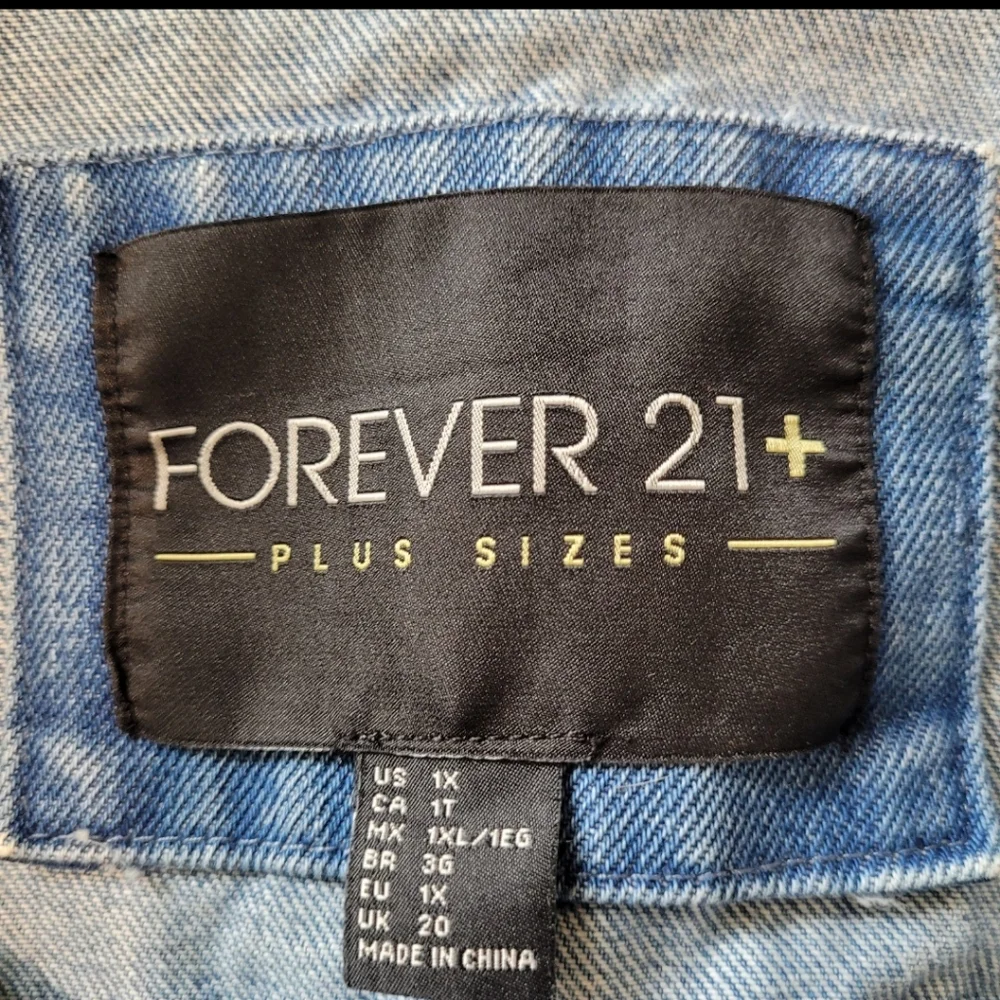 FOREVER 21+
PLUS SIZES
US 1X
CA 1T
MX 1XL/1EG
BR 3G
EU 1X
UK 20
MADE IN CHINA